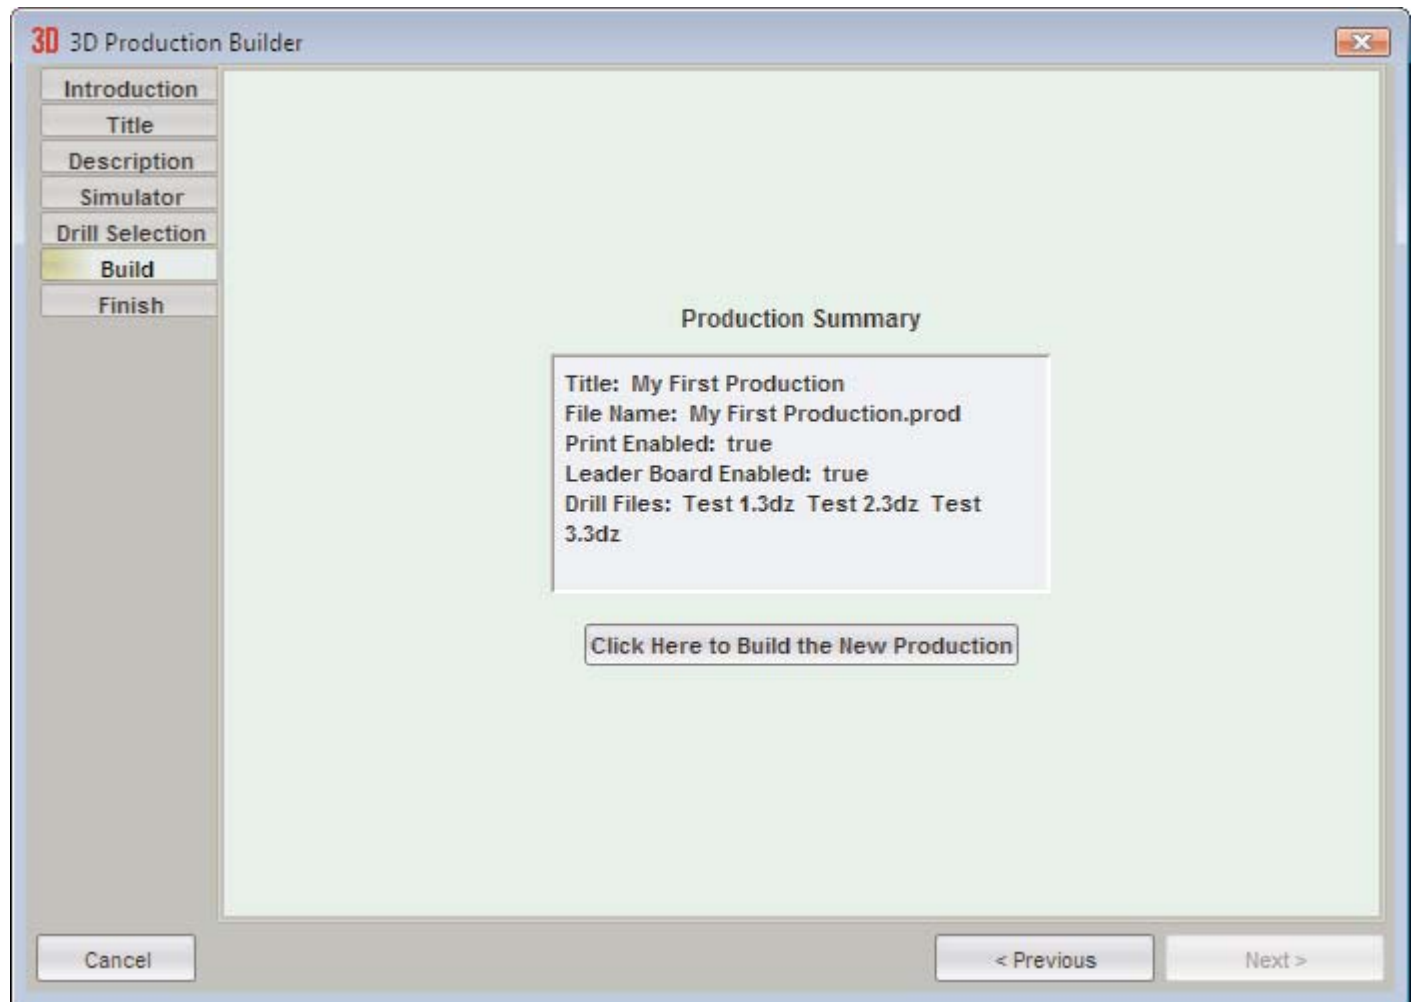 3D 3D Production Builder
Introduction
Title
Description
Simulator
Drill Selection
Build
Finish
Production Summary
Title:  My First Production
File Name:  My First Production.prod
Print Enabled:  true
Leader Board Enabled:  true
Drill Files:  Test 1.3dz  Test 2.3dz  Test
3.3dz
Click Here to Build the New Production
Cancel
< Previous
Next >